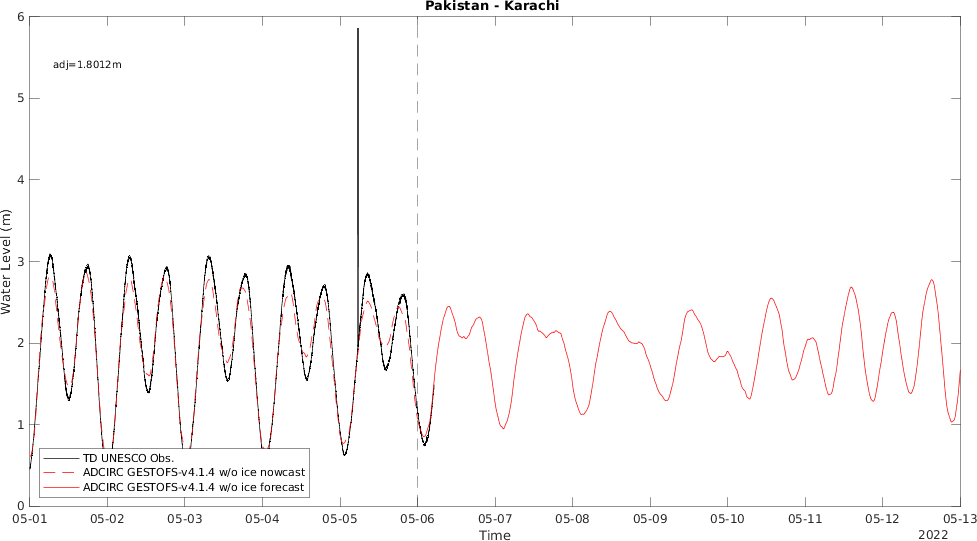 Pakistan - Karachi
6
adj=1.8012m
5
4
3
Water Level (m)
2
1
TD UNESCO Obs.
ADCIRC GESTOFS-v4.1.4 w/o ice nowcast
ADCIRC GESTOFS-v4.1.4 w/o ice forecast
0
05-01 05-02 05-03 05-04 05-05 05-06 05-07 05-08 05-09 05-10 05-11 05-12 05-13
Time
2022